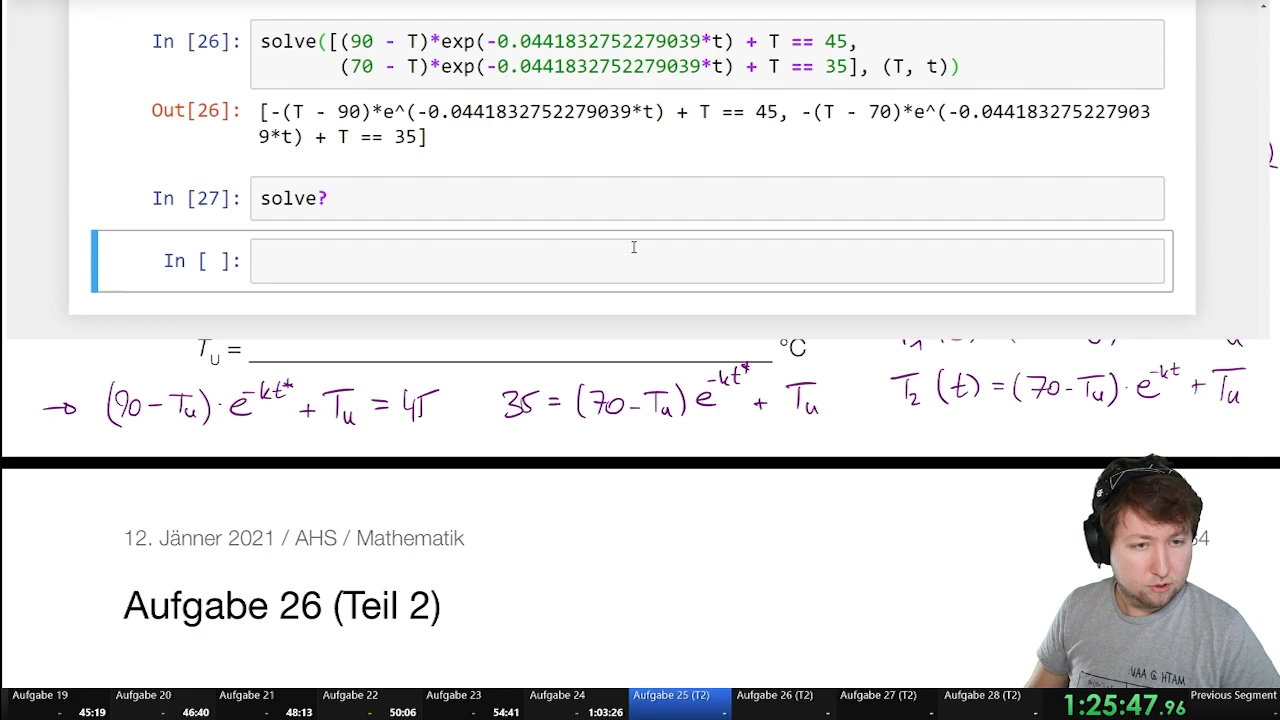 In [26]: solve([(90 - T)*exp(-0.0441832752279039*t) + T == 45,
(70 - T)*exp(-0.0441832752279039*t) + T == 35], (T, t))
Out[26]: [-(T - 90)*e^(-0.0441832752279039*t) + T == 45, -(T - 70)*e^(-0.044183275227903
9*t) + T == 35]
In [27]: solve?
In [ ]:
T_U = ____ °C
→ (90 - T_u) · e^(-kt*) + T_u = 45
35 = (70 - T_u) e^(-kt*) + T_u
T_2 (t) = (70 - T_u) · e^(-kt) + T_u
12. Jänner 2021 / AHS / Mathematik
Aufgabe 26 (Teil 2)
Aufgabe 19 Aufgabe 20 Aufgabe 21 Aufgabe 22 Aufgabe 23 Aufgabe 24 Aufgabe 25 (T2) Aufgabe 26 (T2) Aufgabe 27 (T2) Aufgabe 28 (T2) 1:25:47.96 Previous Segment
- 45:19 - 46:40 - 48:13 - 50:06 - 54:41 - 1:03:26 - - - - -